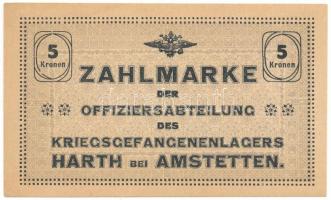 5 5
Kronen Kronen
ZAHLMARKE
DER
OFFIZIERSABTEILUNG
DES
KRIEGSGEFANGENENLAGERS
HARTH BEI AMSTETTEN.